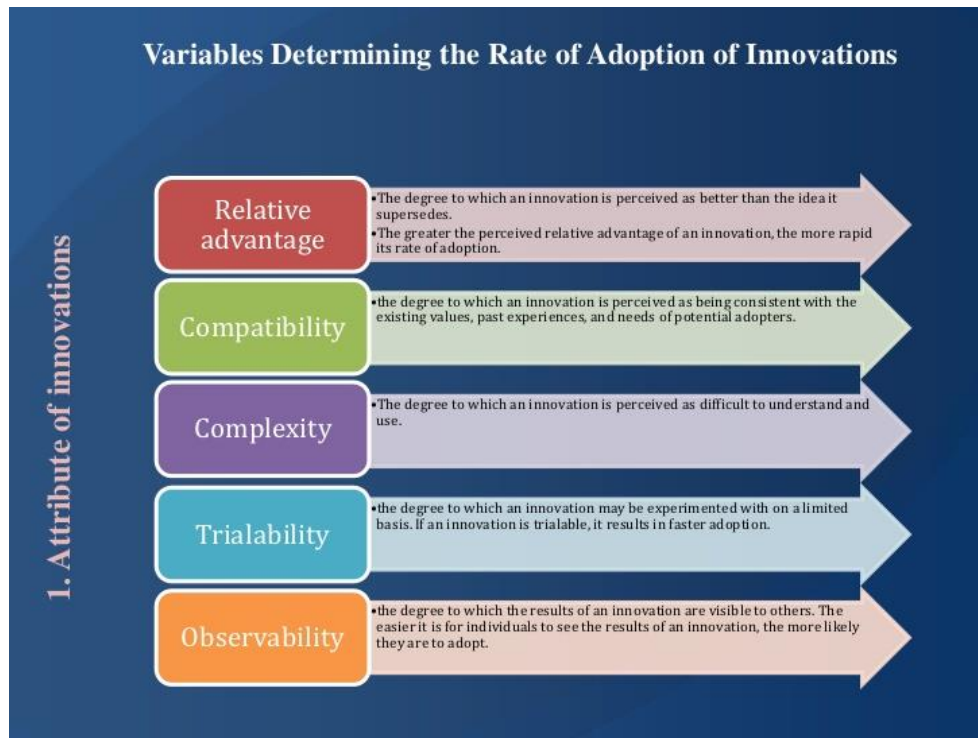 Variables Determining the Rate of Adoption of Innovations
1. Attribute of innovations
Relative
advantage
•The degree to which an innovation is perceived as better than the idea it
supersedes.
•The greater the perceived relative advantage of an innovation, the more rapid
its rate of adoption.
Compatibility
•the degree to which an innovation is perceived as being consistent with the
existing values, past experiences, and needs of potential adopters.
Complexity
•The degree to which an innovation is perceived as difficult to understand and
use.
Trialability
•the degree to which an innovation may be experimented with on a limited
basis. If an innovation is trialable, it results in faster adoption.
Observability
•the degree to which the results of an innovation are visible to others. The
easier it is for individuals to see the results of an innovation, the more likely
they are to adopt.